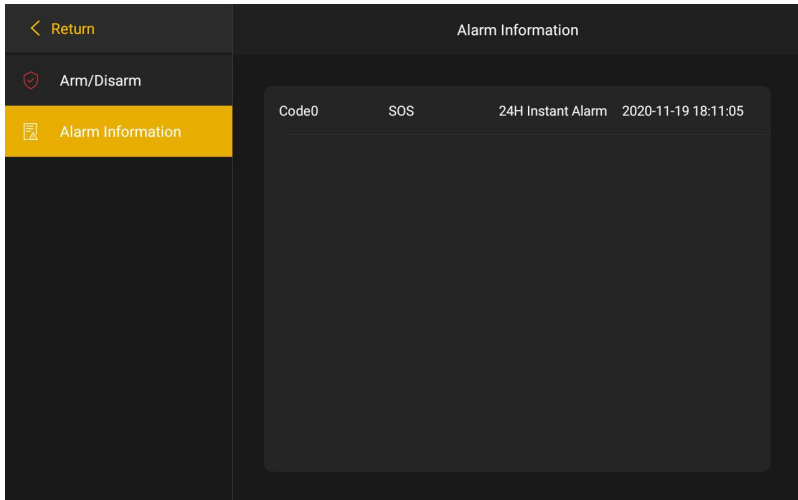 Return
Alarm Information
Arm/Disarm
Alarm Information
Code0 SOS 24H Instant Alarm 2020-11-19 18:11:05